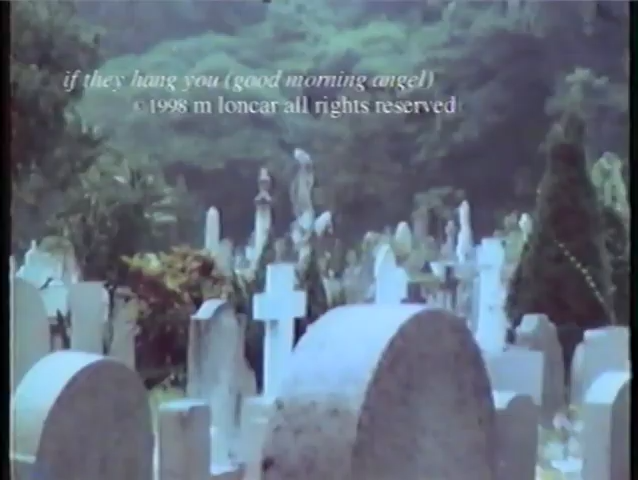 if they hang you (good morning angel)
©1998 m loncar all rights reserved